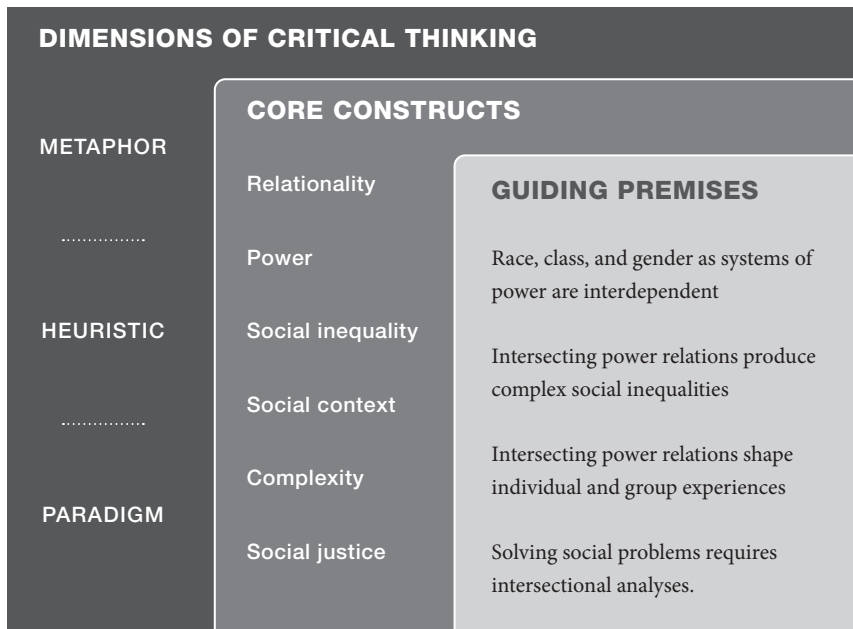 DIMENSIONS OF CRITICAL THINKING
METAPHOR
HEURISTIC
PARADIGM
CORE CONSTRUCTS
Relationality
Power
Social inequality
Social context
Complexity
Social justice
GUIDING PREMISES
Race, class, and gender as systems of
power are interdependent
Intersecting power relations produce
complex social inequalities
Intersecting power relations shape
individual and group experiences
Solving social problems requires
intersectional analyses.